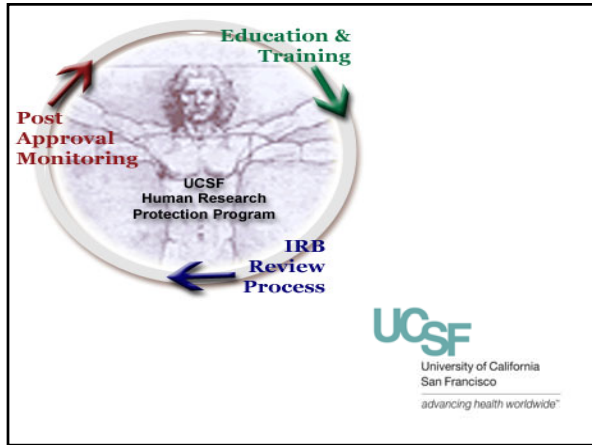 Education &
Training
Post
Approval
Monitoring
UCSF
Human Research
Protection Program
IRB
Review
Process
UCSF
University of California
San Francisco
advancing health worldwide™